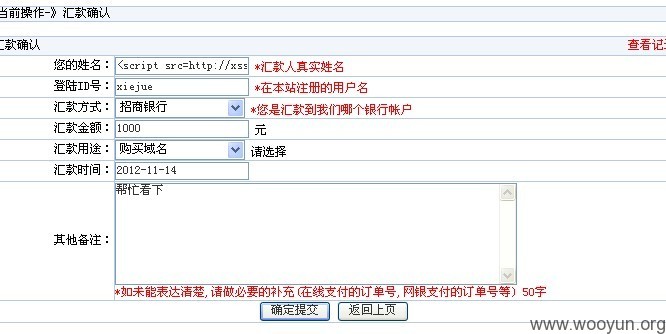 当前操作-》汇款确认
汇款确认 查看记录
您的姓名： <script src=http://xss *汇款人真实姓名
登陆ID号： xiejue *在本站注册的用户名
汇款方式： 招商银行 *您是汇款到我们哪个银行帐户
汇款金额： 1000 元
汇款用途： 购买域名 请选择
汇款时间： 2012-11-14
帮忙看下
其他备注：
*如未能表达清楚,请做必要的补充(在线支付的订单号,网银支付的订单号等) 50字
确定提交 返回上页
www.wooyun.org